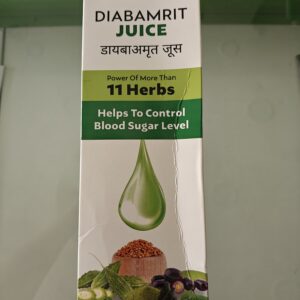 DIABAMRIT
JUICE
डायबाअमृत जूस
Power Of More Than
11 Herbs
Helps To Control
Blood Sugar Level